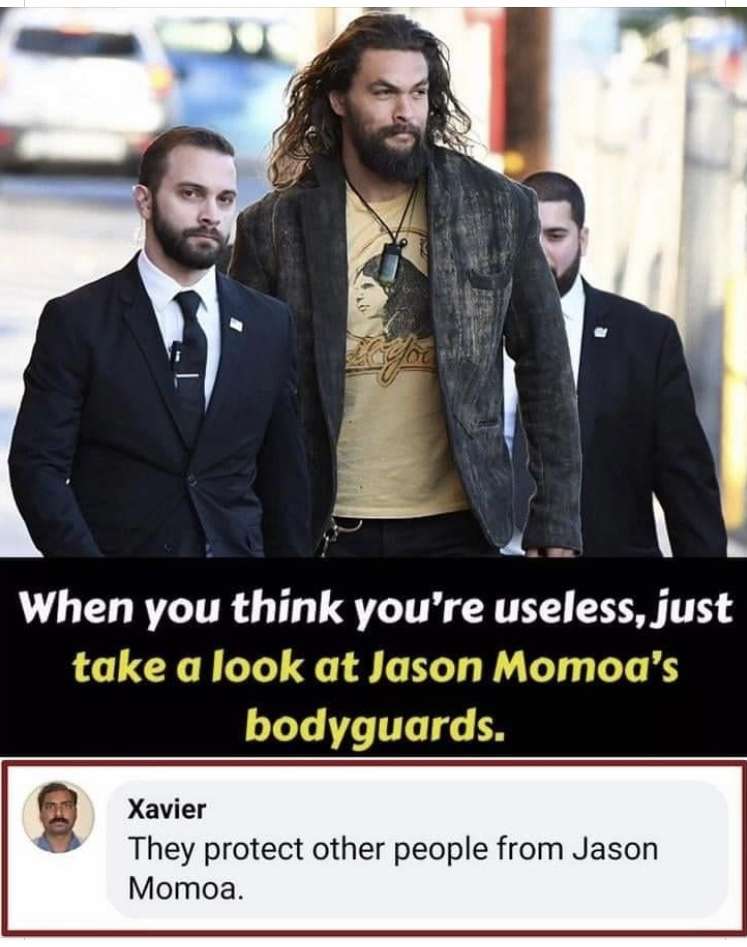 When you think you're useless, just
take a look at Jason Momoa's
bodyguards.
Xavier
They protect other people from Jason
Momoa.